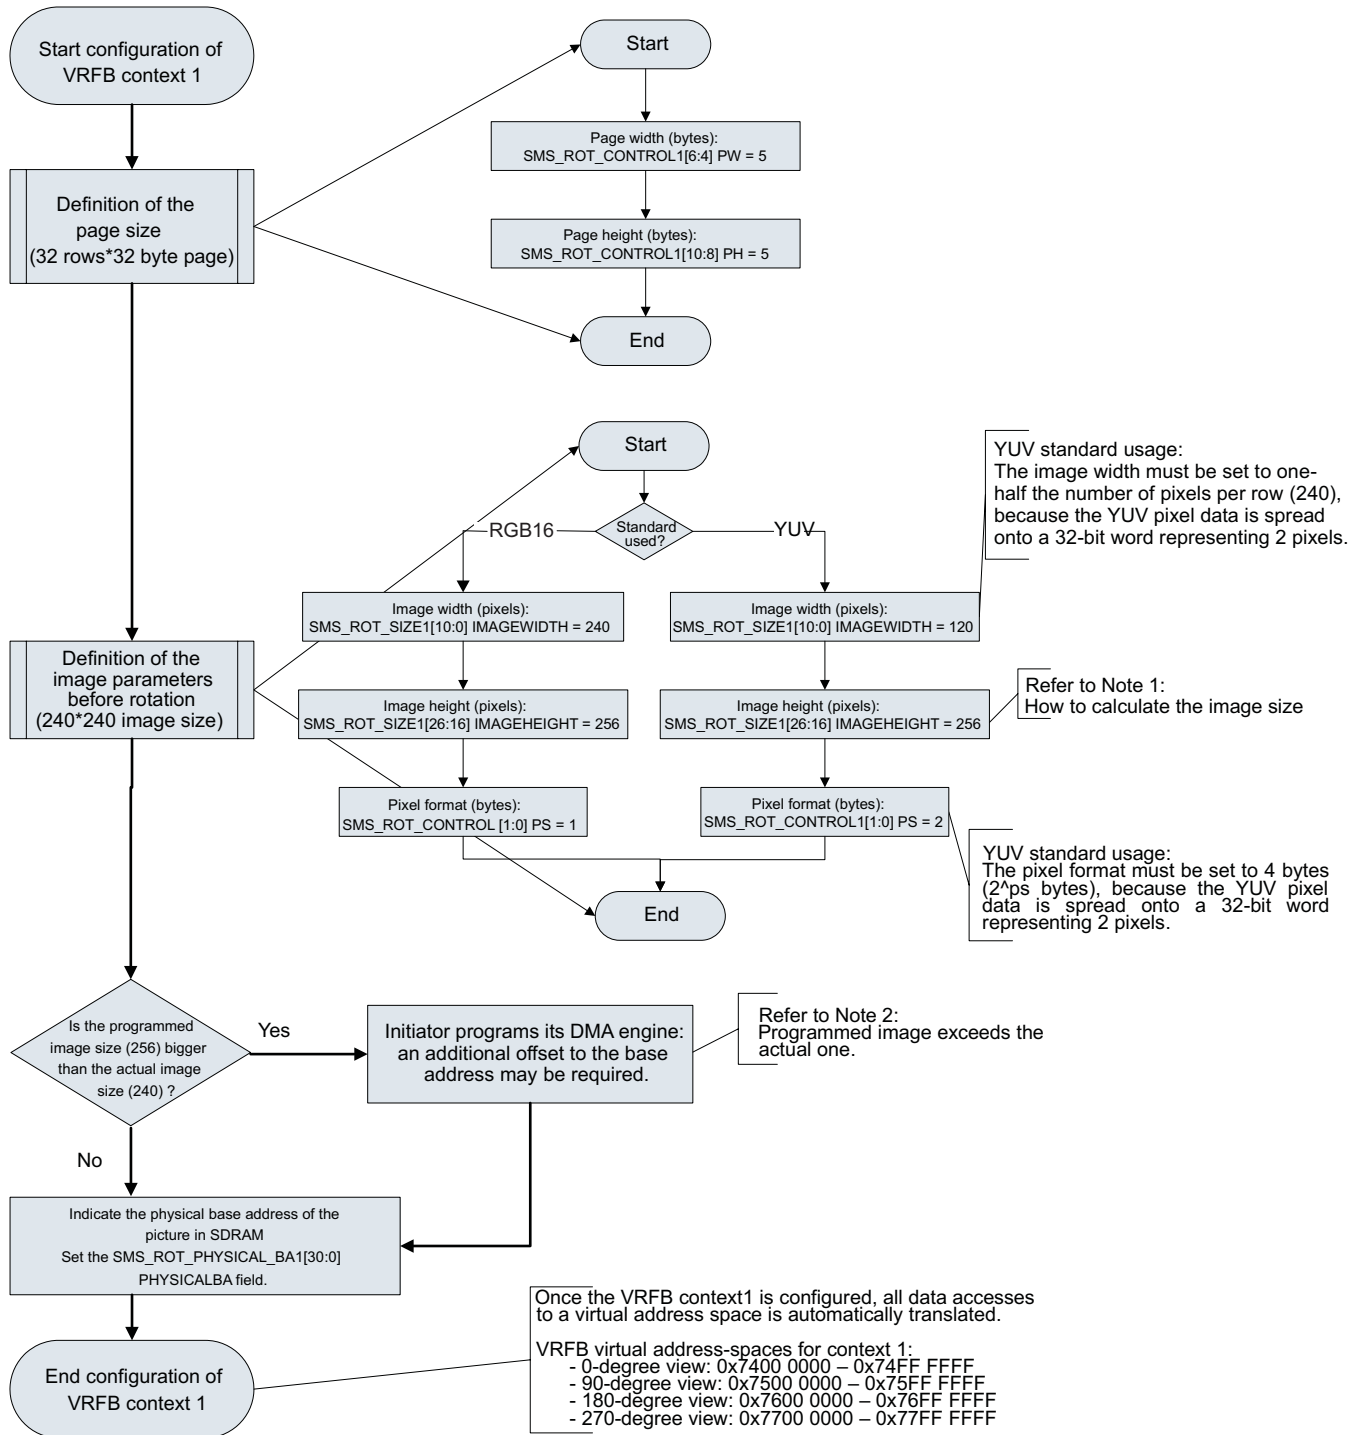 Start configuration of
VRFB context 1
Start
Page width (bytes):
SMS_ROT_CONTROL1[6:4] PW = 5
Definition of the
page size
(32 rows*32 byte page)
Page height (bytes):
SMS_ROT_CONTROL1[10:8] PH = 5
End
Start
YUV standard usage:
The image width must be set to one-
half the number of pixels per row (240),
because the YUV pixel data is spread
onto a 32-bit word representing 2 pixels.
RGB16
Standard
used?
YUV
Image width (pixels):
SMS_ROT_SIZE1[10:0] IMAGEWIDTH = 240
Image width (pixels):
SMS_ROT_SIZE1[10:0] IMAGEWIDTH = 120
Definition of the
image parameters
before rotation
(240*240 image size)
Image height (pixels):
SMS_ROT_SIZE1[26:16] IMAGEHEIGHT = 256
Image height (pixels):
SMS_ROT_SIZE1[26:16] IMAGEHEIGHT = 256
Refer to Note 1:
How to calculate the image size
Pixel format (bytes):
SMS_ROT_CONTROL [1:0] PS = 1
Pixel format (bytes):
SMS_ROT_CONTROL1[1:0] PS = 2
YUV standard usage:
The pixel format must be set to 4 bytes
(2^ps bytes), because the YUV pixel
data is spread onto a 32-bit word
representing 2 pixels.
End
Is the programmed
image size (256) bigger
than the actual image
size (240) ?
Yes
Initiator programs its DMA engine:
an additional offset to the base
address may be required.
Refer to Note 2:
Programmed image exceeds the
actual one.
No
Indicate the physical base address of the
picture in SDRAM
Set the SMS_ROT_PHYSICAL_BA1[30:0]
PHYSICALBA field.
Once the VRFB context1 is configured, all data accesses
to a virtual address space is automatically translated.
VRFB virtual address-spaces for context 1:
- 0-degree view: 0x7400 0000 – 0x74FF FFFF
- 90-degree view: 0x7500 0000 – 0x75FF FFFF
- 180-degree view: 0x7600 0000 – 0x76FF FFFF
- 270-degree view: 0x7700 0000 – 0x77FF FFFF
End configuration of
VRFB context 1